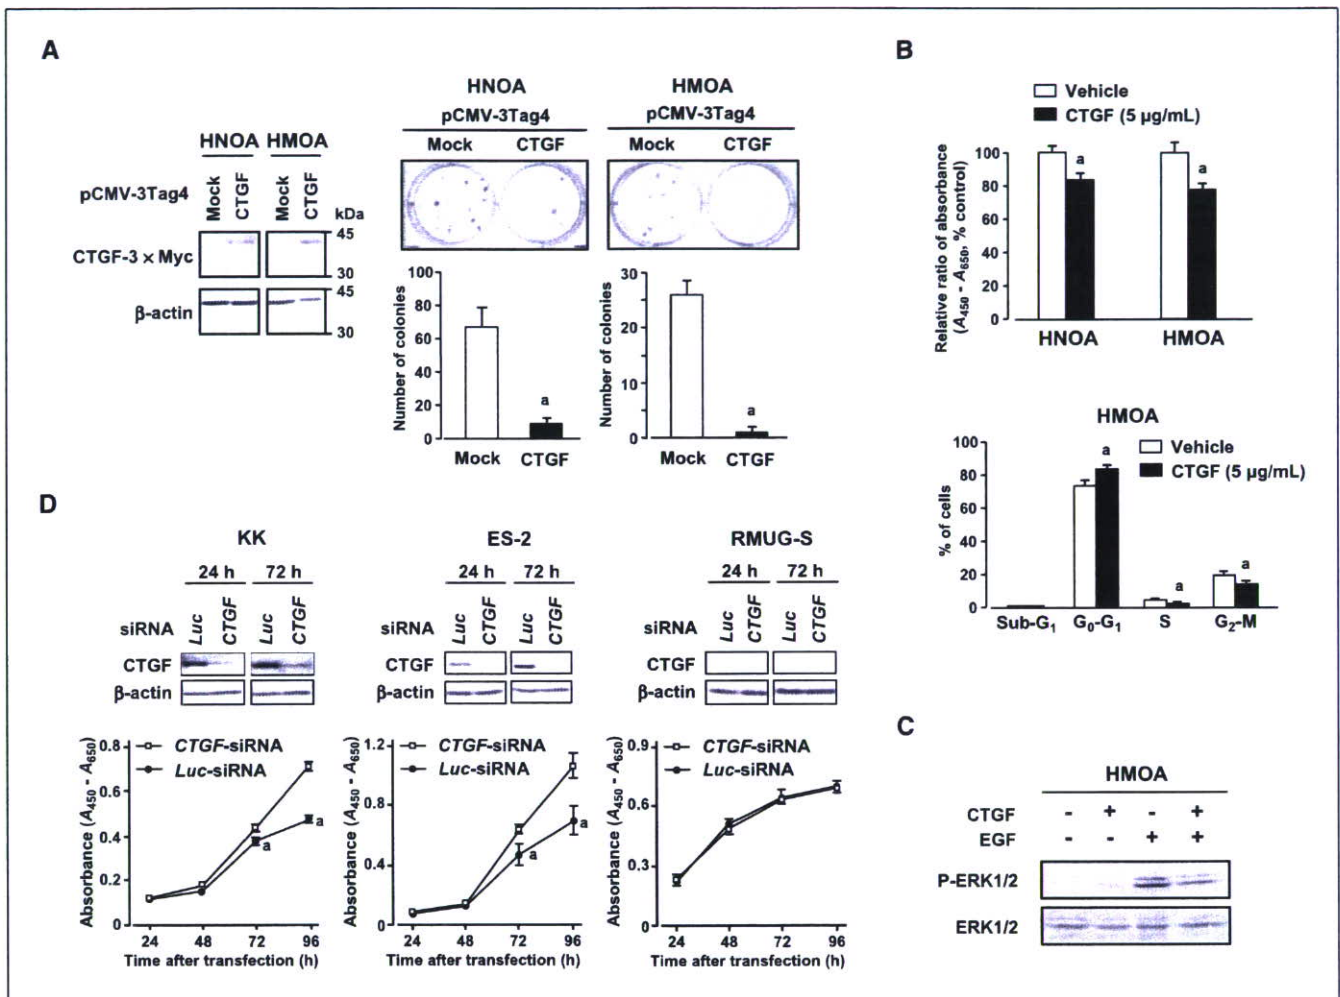 A
HNOA HMOA
pCMV-3Tag4
Mock
CTGF
Mock
CTGF
kDa
CTGF-3 × Myc
45
30
β-actin
45
30
HNOA
pCMV-3Tag4
Mock CTGF
HMOA
pCMV-3Tag4
Mock CTGF
Number of colonies
100
80
60
40
20
0
a
Mock CTGF
Number of colonies
30
20
10
0
a
Mock CTGF
B
Vehicle
CTGF (5 µg/mL)
Relative ratio of absorbance
(A450 - A650, % control)
100
80
60
40
20
0
a
a
HNOA HMOA
HMOA
Vehicle
CTGF (5 µg/mL)
% of cells
100
80
60
40
20
0
a
a
a
Sub-G1 G0-G1 S G2-M
D
KK
24 h 72 h
siRNA
Luc
CTGF
Luc
CTGF
CTGF
β-actin
CTGF-siRNA
Luc-siRNA
Absorbance (A450 - A650)
0.8
0.6
0.4
0.2
0
a
a
24 48 72 96
Time after transfection (h)
ES-2
24 h 72 h
siRNA
Luc
CTGF
Luc
CTGF
CTGF
β-actin
CTGF-siRNA
Luc-siRNA
Absorbance (A450 - A650)
1.2
0.8
0.4
0
a
a
24 48 72 96
Time after transfection (h)
RMUG-S
24 h 72 h
siRNA
Luc
CTGF
Luc
CTGF
CTGF
β-actin
CTGF-siRNA
Luc-siRNA
Absorbance (A450 - A650)
0.9
0.6
0.3
0
24 48 72 96
Time after transfection (h)
C
HMOA
CTGF - + - +
EGF - - + +
P-ERK1/2
ERK1/2